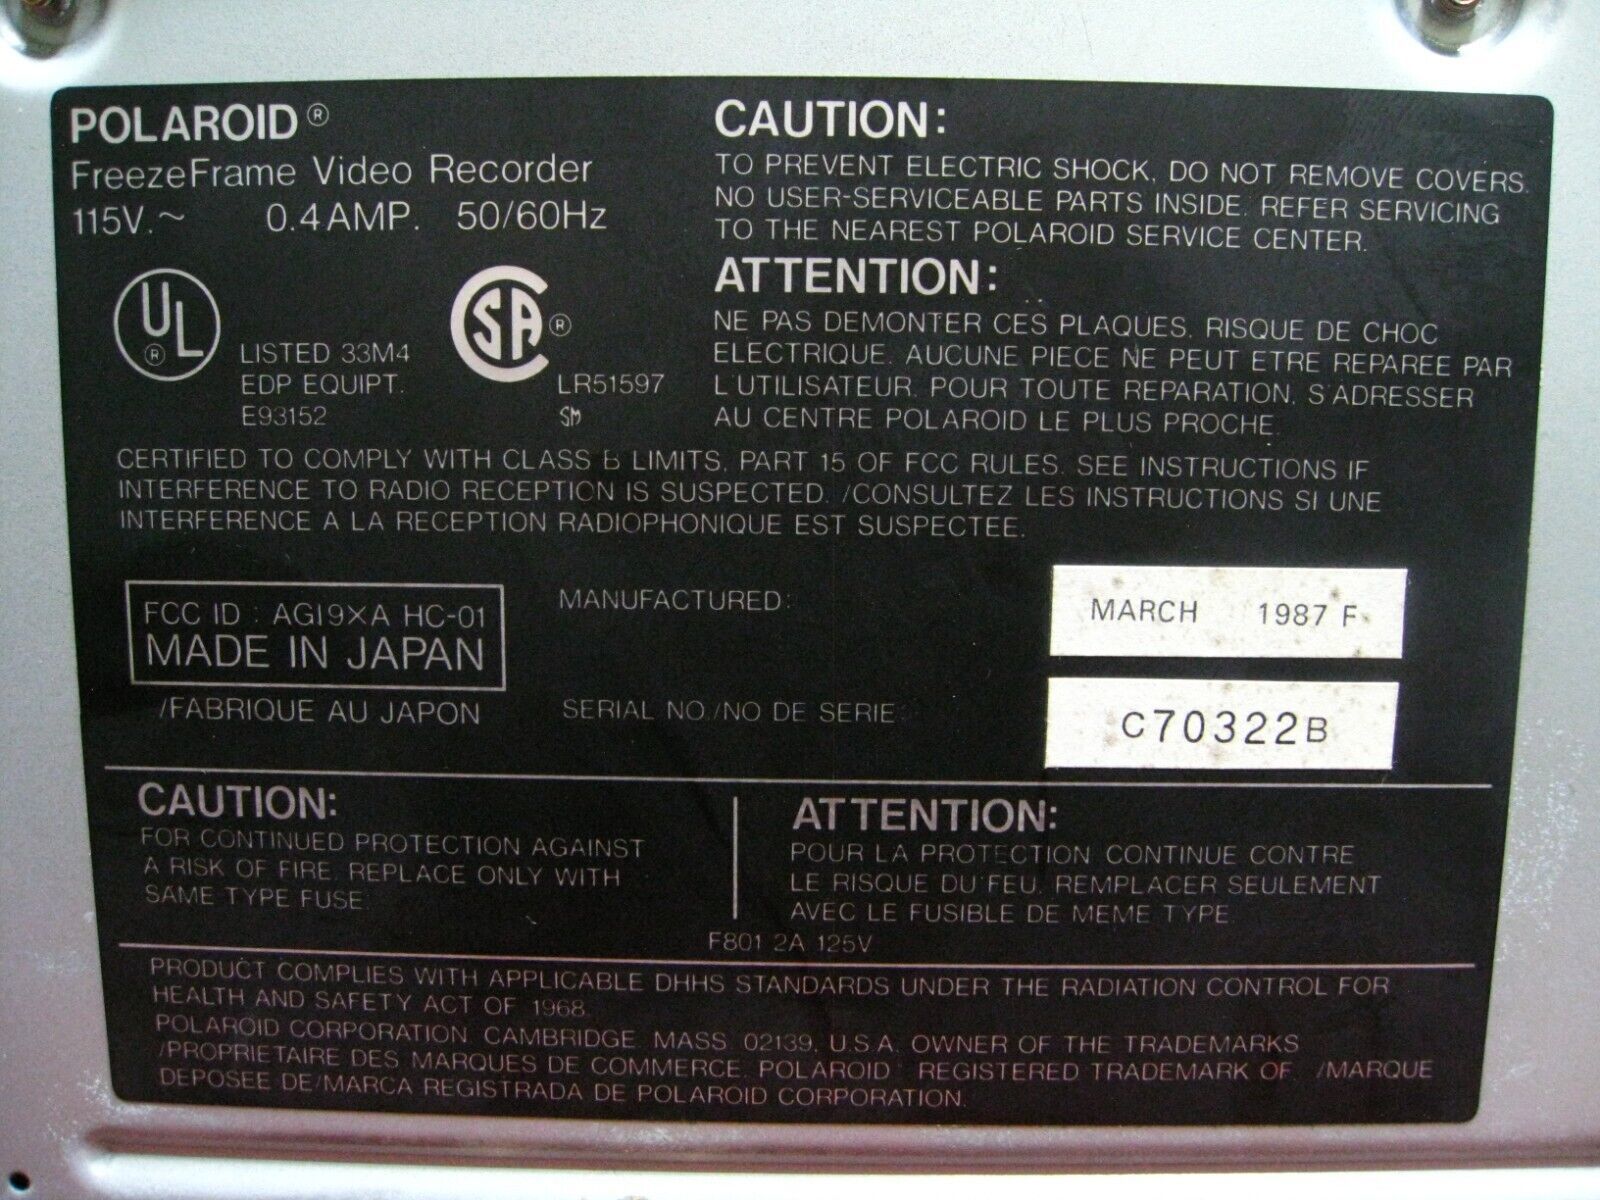 POLAROID®
FreezeFrame Video Recorder
115V.~ 0.4AMP. 50/60Hz
UL®
LISTED 33M4
EDP EQUIPT.
E93152
SA®
LR51597
SM
CAUTION:
TO PREVENT ELECTRIC SHOCK, DO NOT REMOVE COVERS.
NO USER-SERVICEABLE PARTS INSIDE. REFER SERVICING
TO THE NEAREST POLAROID SERVICE CENTER.
ATTENTION:
NE PAS DEMONTER CES PLAQUES. RISQUE DE CHOC
ELECTRIQUE. AUCUNE PIECE NE PEUT ETRE REPAREE PAR
L'UTILISATEUR. POUR TOUTE REPARATION, S'ADRESSER
AU CENTRE POLAROID LE PLUS PROCHE.
CERTIFIED TO COMPLY WITH CLASS B LIMITS, PART 15 OF FCC RULES. SEE INSTRUCTIONS IF
INTERFERENCE TO RADIO RECEPTION IS SUSPECTED. /CONSULTEZ LES INSTRUCTIONS SI UNE
INTERFERENCE A LA RECEPTION RADIOPHONIQUE EST SUSPECTEE.
FCC ID : AGI9XA HC-01
MADE IN JAPAN
/FABRIQUE AU JAPON
MANUFACTURED:
MARCH 1987 F
SERIAL NO./NO DE SERIE:
C70322B
CAUTION:
FOR CONTINUED PROTECTION AGAINST
A RISK OF FIRE, REPLACE ONLY WITH
SAME TYPE FUSE.
ATTENTION:
POUR LA PROTECTION CONTINUE CONTRE
LE RISQUE DU FEU, REMPLACER SEULEMENT
AVEC LE FUSIBLE DE MEME TYPE.
F801 2A 125V
PRODUCT COMPLIES WITH APPLICABLE DHHS STANDARDS UNDER THE RADIATION CONTROL FOR
HEALTH AND SAFETY ACT OF 1968.
POLAROID CORPORATION CAMBRIDGE, MASS. 02139, U.S.A. OWNER OF THE TRADEMARKS
/PROPRIETAIRE DES MARQUES DE COMMERCE. POLAROID : REGISTERED TRADEMARK OF /MARQUE
DEPOSEE DE/MARCA REGISTRADA DE POLAROID CORPORATION.